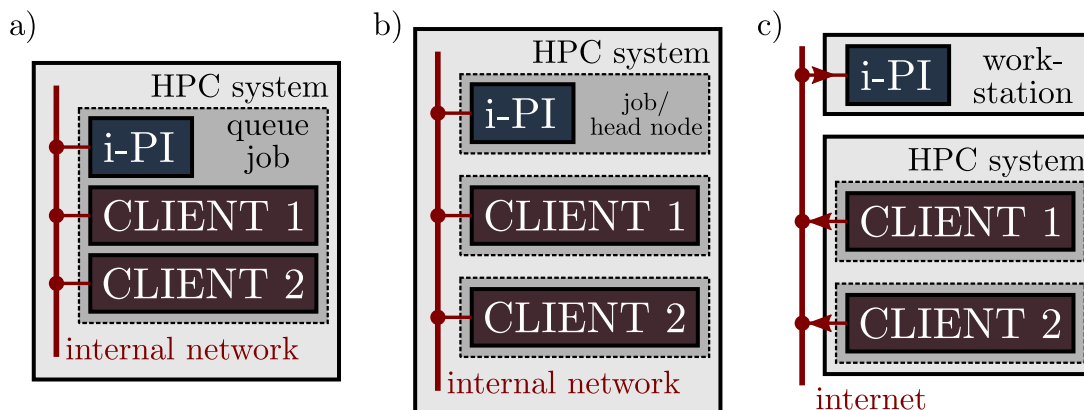 a)
HPC system
i-PI
queue
job
CLIENT 1
CLIENT 2
internal network
b)
HPC system
i-PI
job/
head node
CLIENT 1
CLIENT 2
internal network
c)
i-PI
work-
station
HPC system
CLIENT 1
CLIENT 2
internet